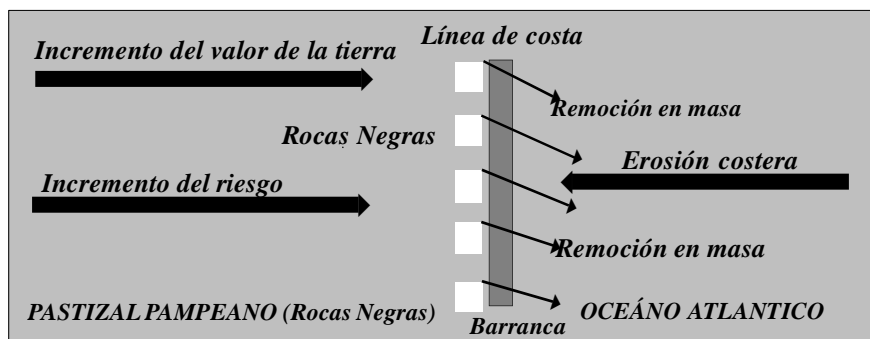 Incremento del valor de la tierra
Línea de costa
Remoción en masa
Rocas Negras
Erosión costera
Incremento del riesgo
Remoción en masa
PASTIZAL PAMPEANO (Rocas Negras)
Barranca
OCEÁNO ATLANTICO